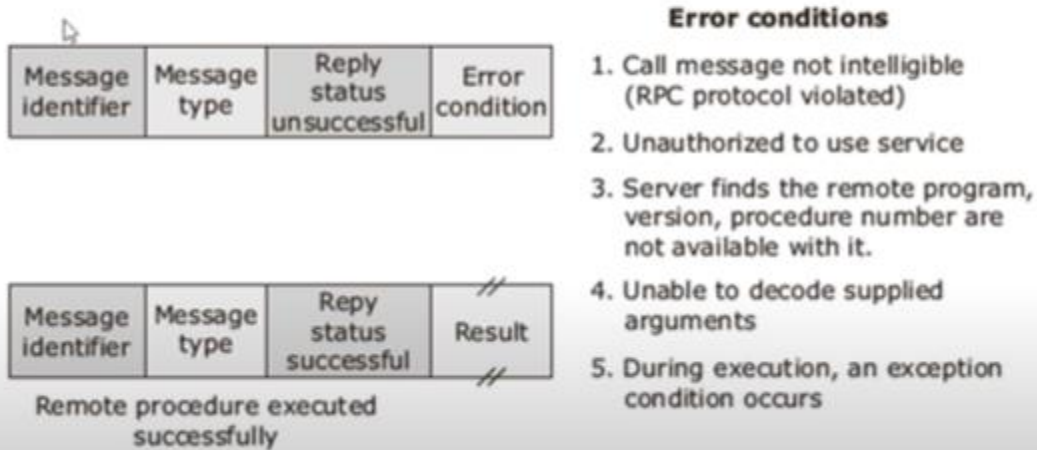 Error conditions
Message
identifier
Message
type
Reply
status
unsuccessful
Error
condition
1. Call message not intelligible
(RPC protocol violated)
2. Unauthorized to use service
3. Server finds the remote program,
version, procedure number are
not available with it.
Message
identifier
Message
type
Repy
status
successful
Result
4. Unable to decode supplied
arguments
5. During execution, an exception
condition occurs
Remote procedure executed
successfully